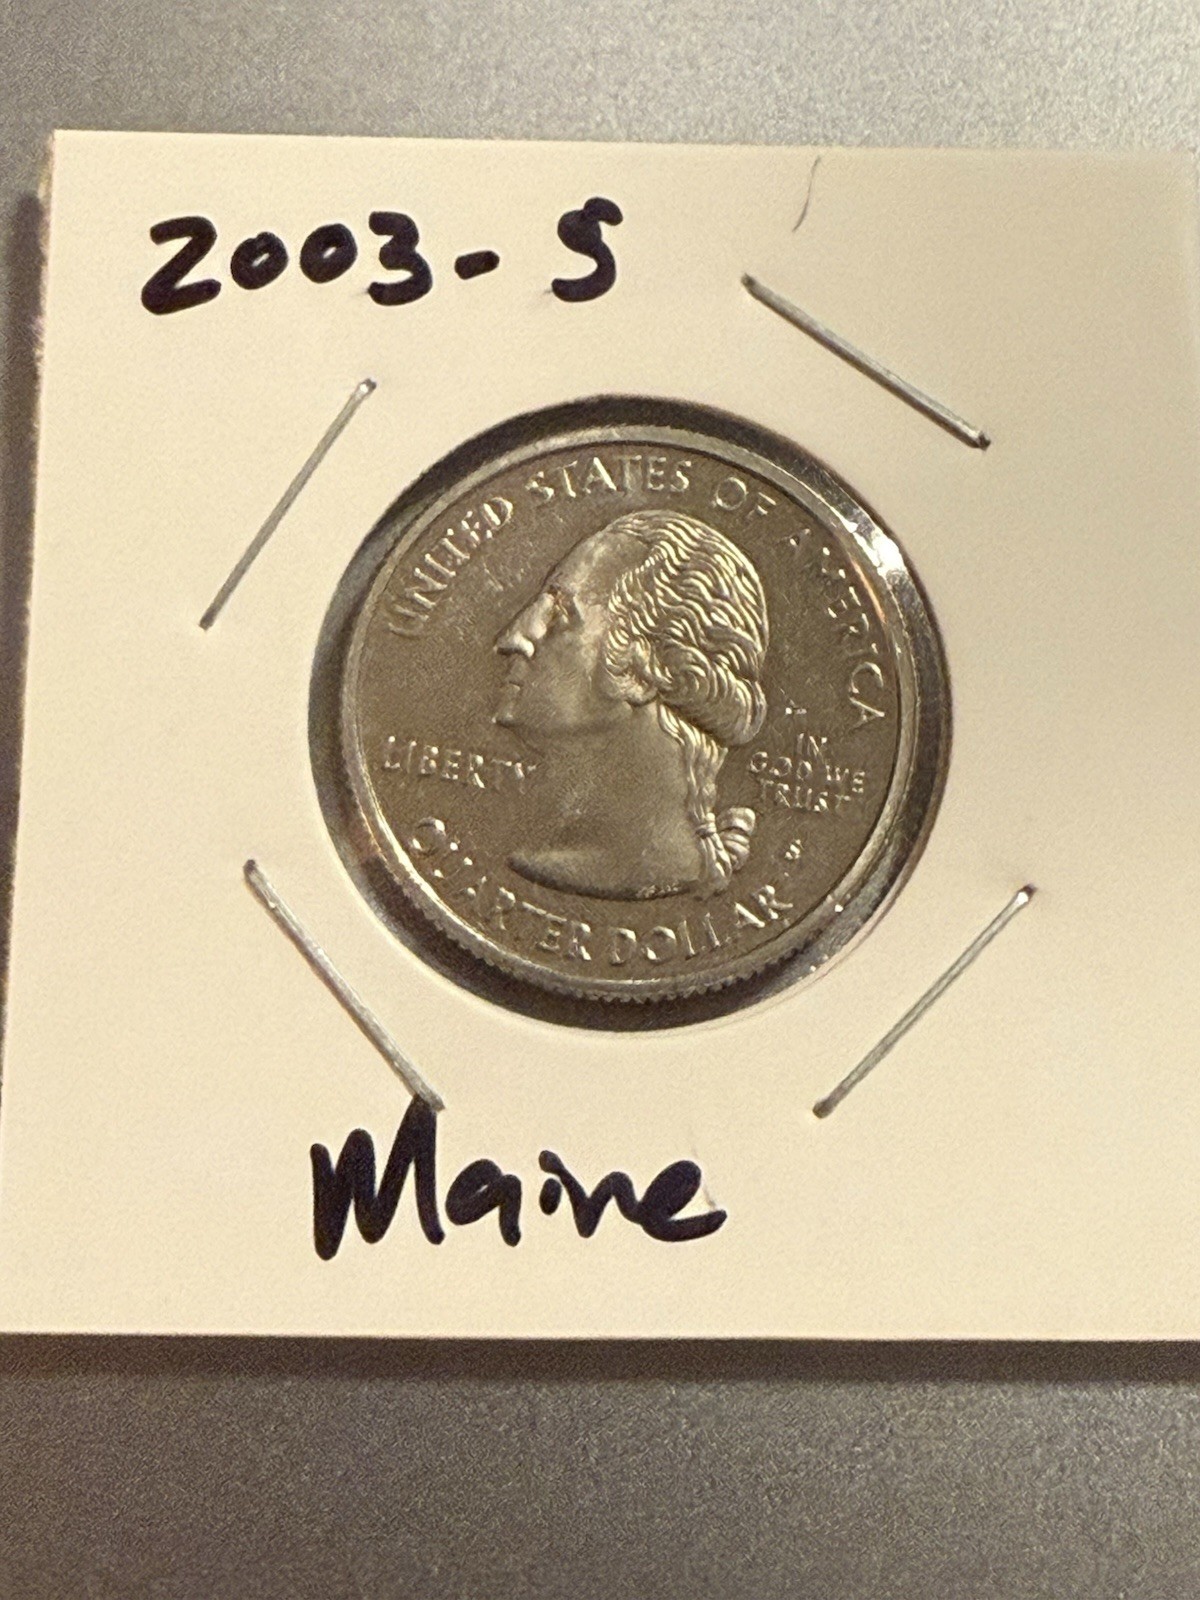 2003-S
UNITED STATES OF AMERICA
LIBERTY
IN
GOD WE
TRUST
S
QUARTER DOLLAR
Maine